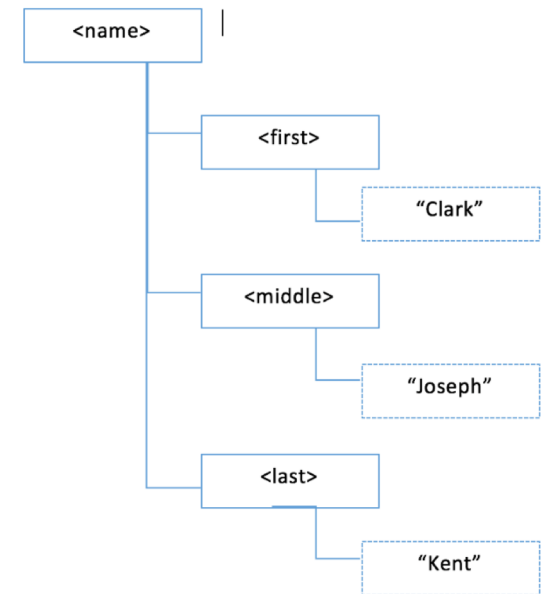 <name>
<first>
“Clark”
<middle>
“Joseph”
<last>
“Kent”